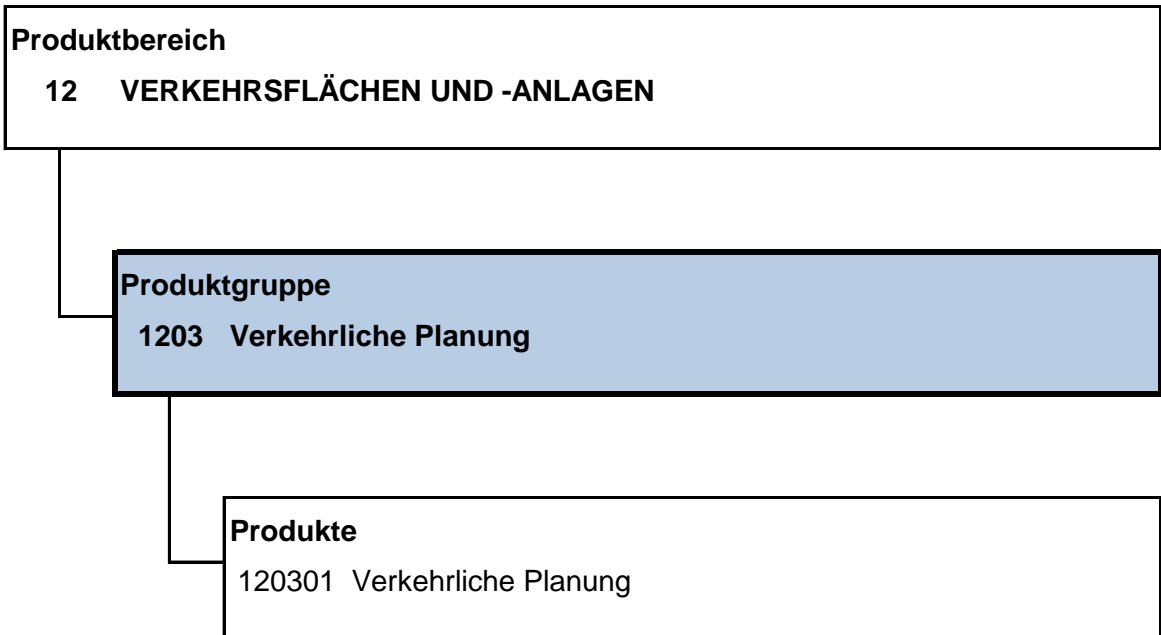 Produktbereich
12 VERKEHRSFLÄCHEN UND -ANLAGEN
Produktgruppe
1203 Verkehrliche Planung
Produkte
120301 Verkehrliche Planung